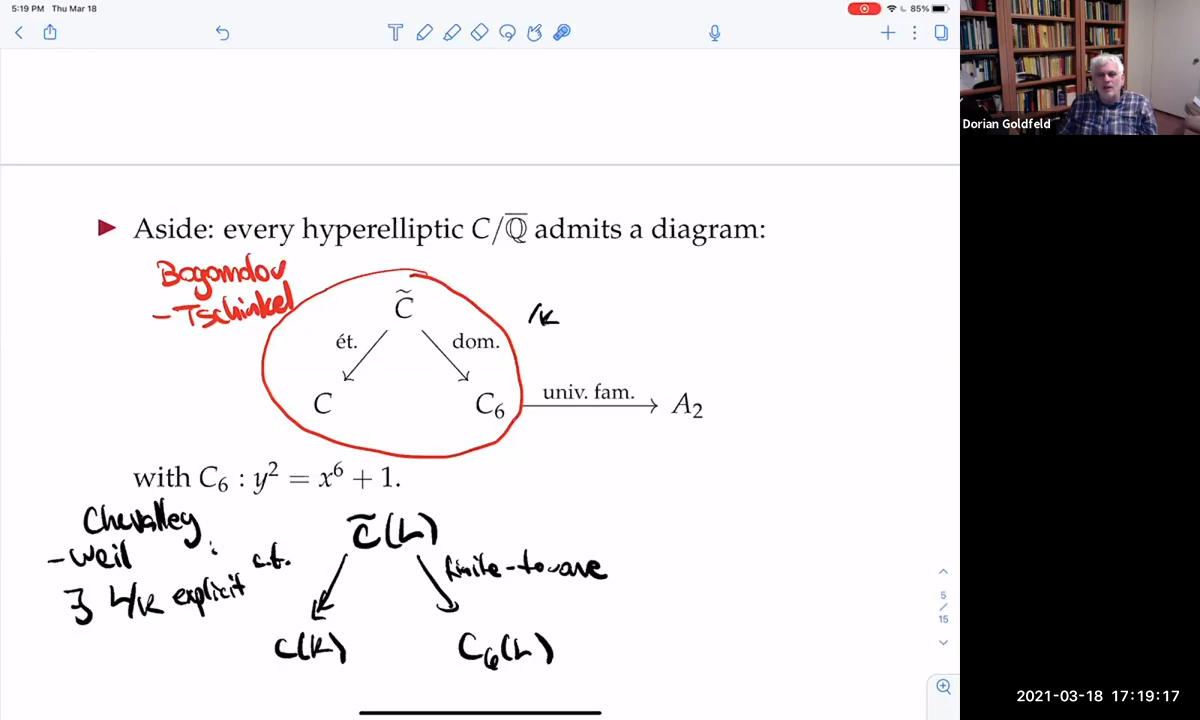 5:19 PM Thu Mar 18
85%
Dorian Goldfeld
▶ Aside: every hyperelliptic C/Q̅ admits a diagram:
Bogomolov
- Tschinkel
C̃
/K
ét.
dom.
C
C₆
univ. fam.
A₂
with C₆ : y² = x⁶ + 1.
Chevalley
- Weil :
∃ L/K explicit s.t.
C̃(L)
finite-to-one
C(K)
C₆(L)
5
/
15
2021-03-18 17:19:17